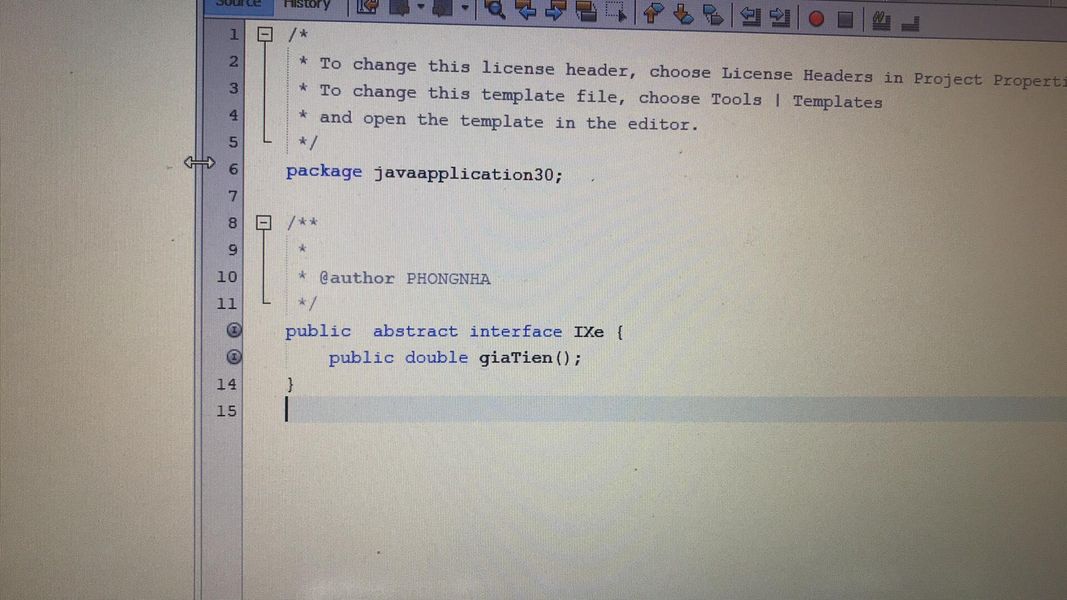 Source History
1 /*
2 * To change this license header, choose License Headers in Project Properti
3 * To change this template file, choose Tools | Templates
4 * and open the template in the editor.
5 */
6 package javaapplication30;
7
8 /**
9 *
10 * @author PHONGNHA
11 */
public abstract interface IXe {
public double giaTien();
14 }
15